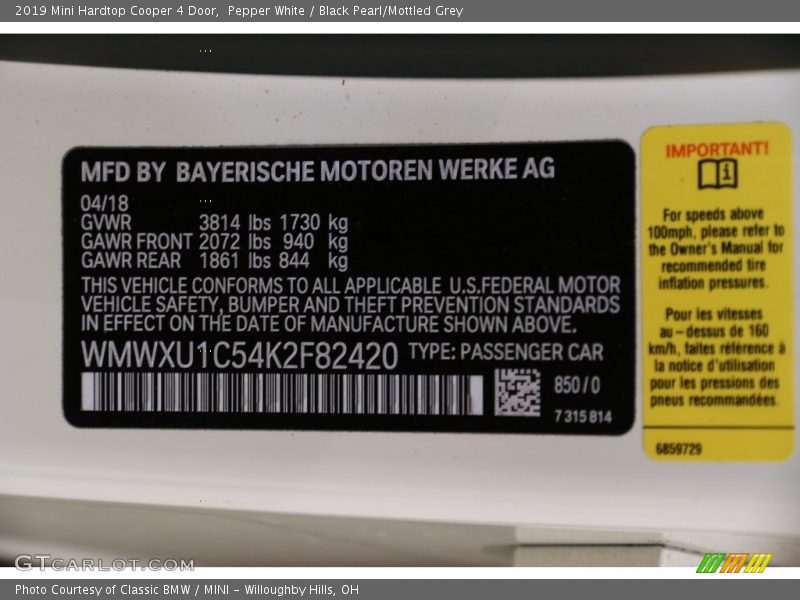 2019 Mini Hardtop Cooper 4 Door, Pepper White / Black Pearl/Mottled Grey
MFD BY BAYERISCHE MOTOREN WERKE AG
04/18
GVWR 3814 lbs 1730 kg
GAWR FRONT 2072 lbs 940 kg
GAWR REAR 1861 lbs 844 kg
THIS VEHICLE CONFORMS TO ALL APPLICABLE U.S.FEDERAL MOTOR
VEHICLE SAFETY, BUMPER AND THEFT PREVENTION STANDARDS
IN EFFECT ON THE DATE OF MANUFACTURE SHOWN ABOVE.
WMWXU1C54K2F82420 TYPE: PASSENGER CAR
850/0
7315814
IMPORTANT!
For speeds above
100mph, please refer to
the Owner's Manual for
recommended tire
inflation pressures.
Pour les vitesses
au-dessus de 160
km/h, faites référence à
la notice d'utilisation
pour les pressions des
pneus recommandées.
6859729
GTCARLOT.COM
Photo Courtesy of Classic BMW / MINI - Willoughby Hills, OH